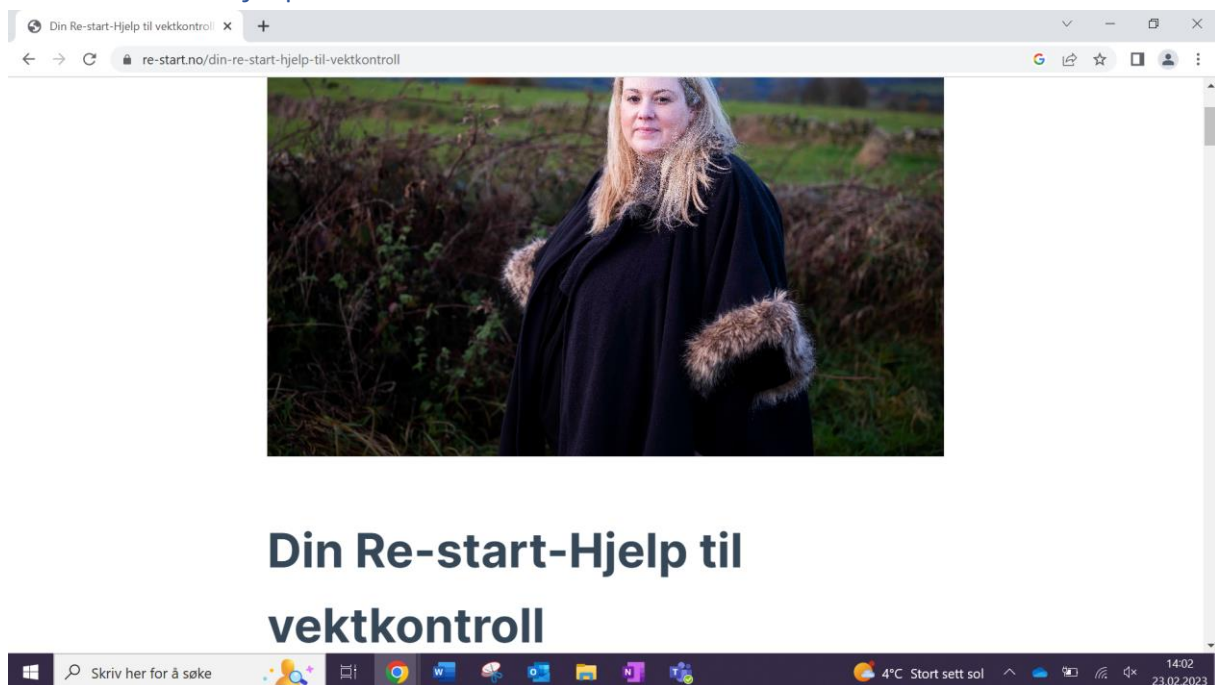 Din Re-start-Hjelp til vektkontroll
re-start.no/din-re-start-hjelp-til-vektkontroll
Din Re-start-Hjelp til
vektkontroll
Skriv her for å søke
4°C Stort sett sol
14:02
23.02.2023